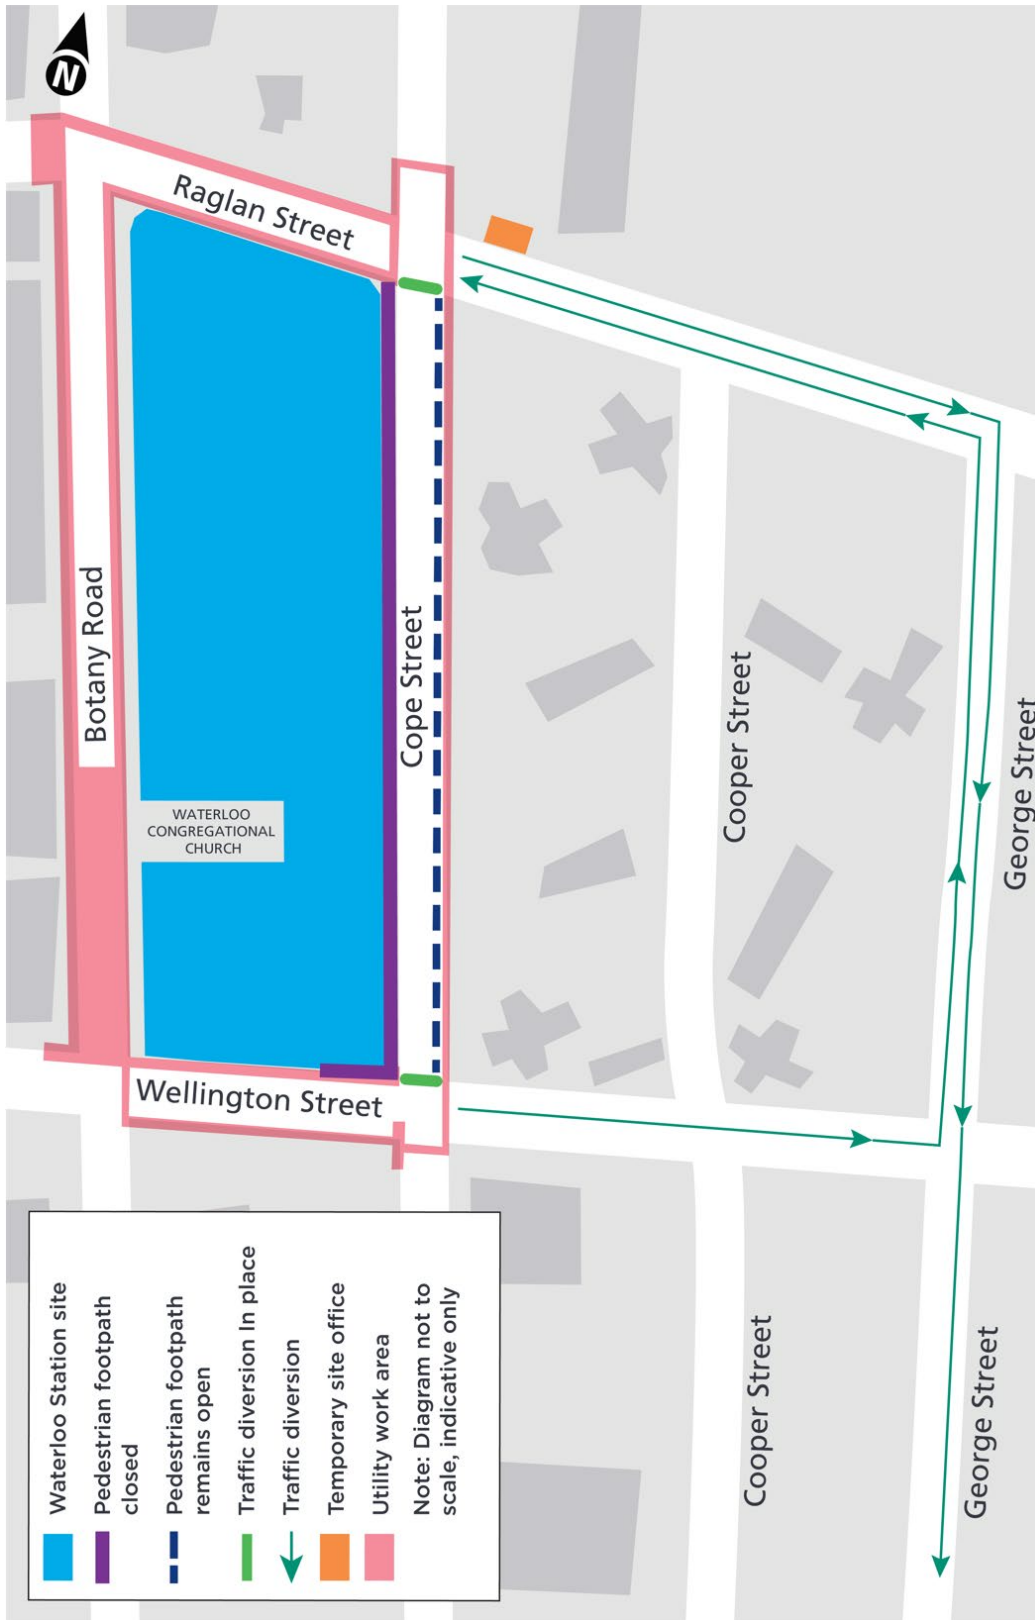 N
Raglan Street
Botany Road
Cope Street
WATERLOO
CONGREGATIONAL
CHURCH
Cooper Street
George Street
Wellington Street
Waterloo Station site
Pedestrian footpath
closed
Pedestrian footpath
remains open
Traffic diversion In place
Traffic diversion
Temporary site office
Utility work area
Note: Diagram not to
scale, indicative only
Cooper Street
George Street